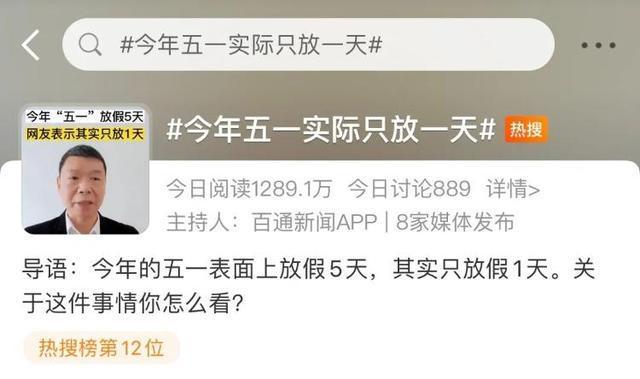 #今年五一实际只放一天#
今年“五一”放假5天
网友表示其实只放1天
#今年五一实际只放一天# 热搜
今日阅读1289.1万 今日讨论889 详情>
主持人：百通新闻APP | 8家媒体发布
导语：今年的五一表面上放假5天，其实只放假1天。关
于这件事情你怎么看？
热搜榜第12位